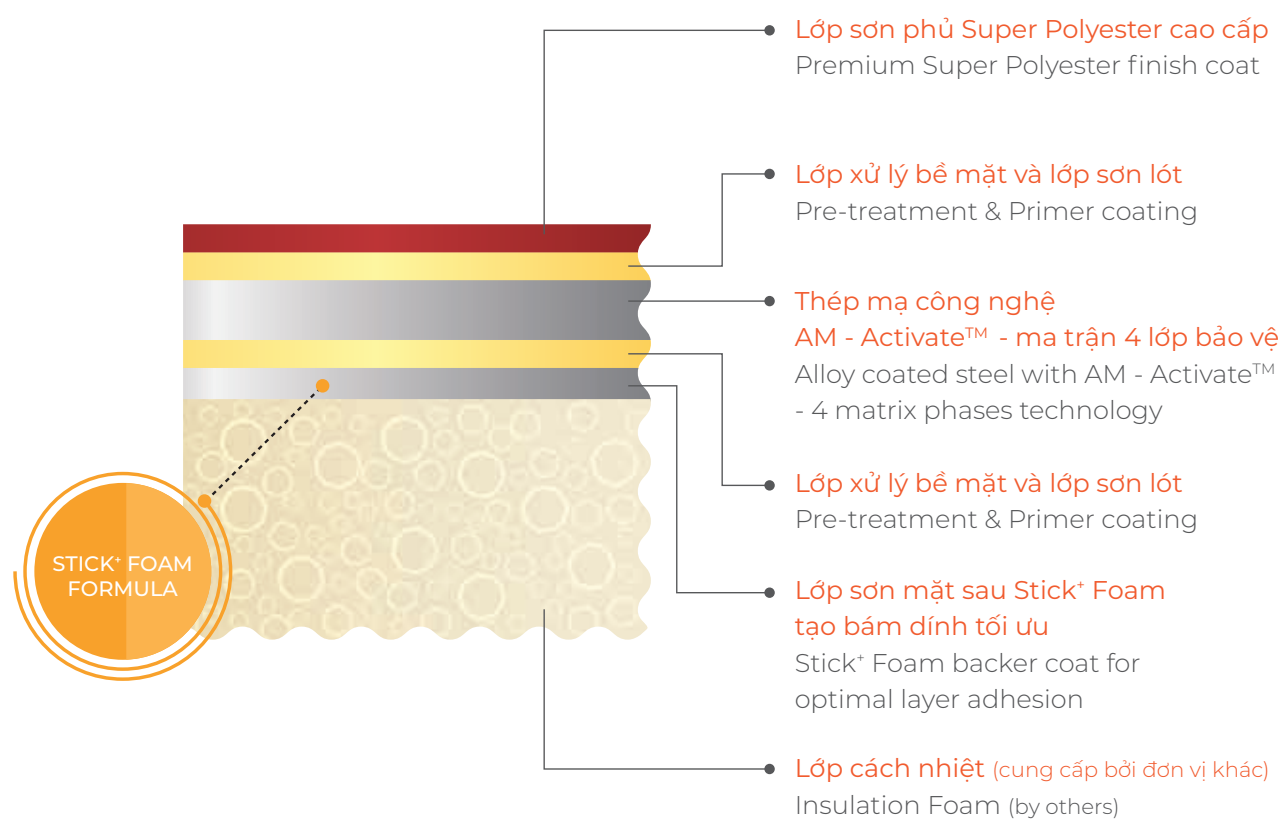 Lớp sơn phủ Super Polyester cao cấp
Premium Super Polyester finish coat
Lớp xử lý bề mặt và lớp sơn lót
Pre-treatment & Primer coating
Thép mạ công nghệ
AM - Activate™ - ma trận 4 lớp bảo vệ
Alloy coated steel with AM - Activate™
- 4 matrix phases technology
Lớp xử lý bề mặt và lớp sơn lót
Pre-treatment & Primer coating
STICK⁺ FOAM
FORMULA
Lớp sơn mặt sau Stick⁺ Foam
tạo bám dính tối ưu
Stick⁺ Foam backer coat for
optimal layer adhesion
Lớp cách nhiệt (cung cấp bởi đơn vị khác)
Insulation Foam (by others)